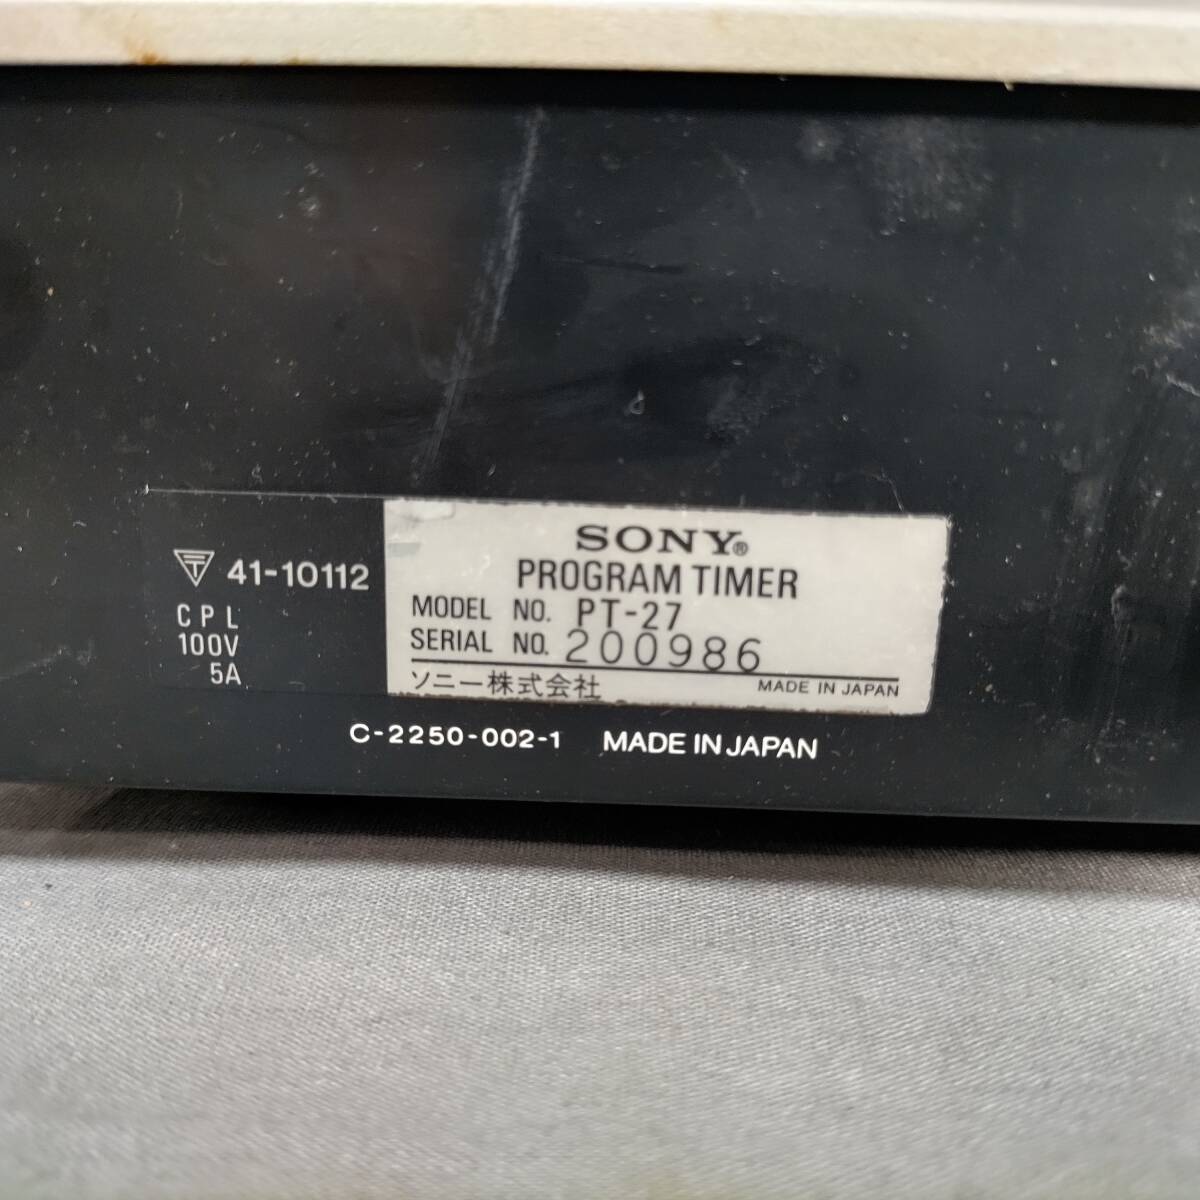 SONY®
PROGRAM TIMER
MODEL NO. PT-27
SERIAL NO. 200986
ソニー株式会社 MADE IN JAPAN
41-10112
CPL
100V
5A
C-2250-002-1 MADE IN JAPAN